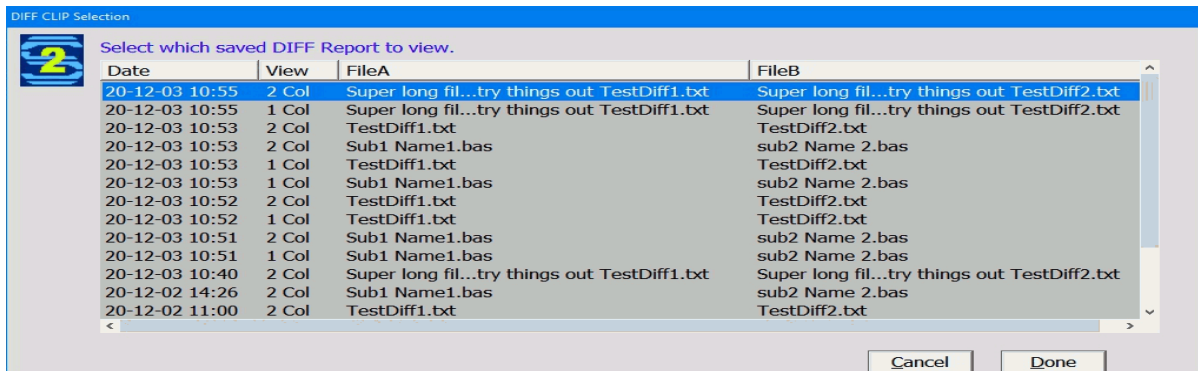 DIFF CLIP Selection
2
Select which saved DIFF Report to view.
Date View FileA FileB
20-12-03 10:55 2 Col Super long fil...try things out TestDiff1.txt Super long fil...try things out TestDiff2.txt
20-12-03 10:55 1 Col Super long fil...try things out TestDiff1.txt Super long fil...try things out TestDiff2.txt
20-12-03 10:53 2 Col TestDiff1.txt TestDiff2.txt
20-12-03 10:53 2 Col Sub1 Name1.bas sub2 Name 2.bas
20-12-03 10:53 1 Col TestDiff1.txt TestDiff2.txt
20-12-03 10:53 1 Col Sub1 Name1.bas sub2 Name 2.bas
20-12-03 10:52 2 Col TestDiff1.txt TestDiff2.txt
20-12-03 10:52 1 Col TestDiff1.txt TestDiff2.txt
20-12-03 10:51 2 Col Sub1 Name1.bas sub2 Name 2.bas
20-12-03 10:51 1 Col Sub1 Name1.bas sub2 Name 2.bas
20-12-03 10:40 2 Col Super long fil...try things out TestDiff1.txt Super long fil...try things out TestDiff2.txt
20-12-02 14:26 2 Col Sub1 Name1.bas sub2 Name 2.bas
20-12-02 11:00 2 Col TestDiff1.txt TestDiff2.txt
Cancel Done